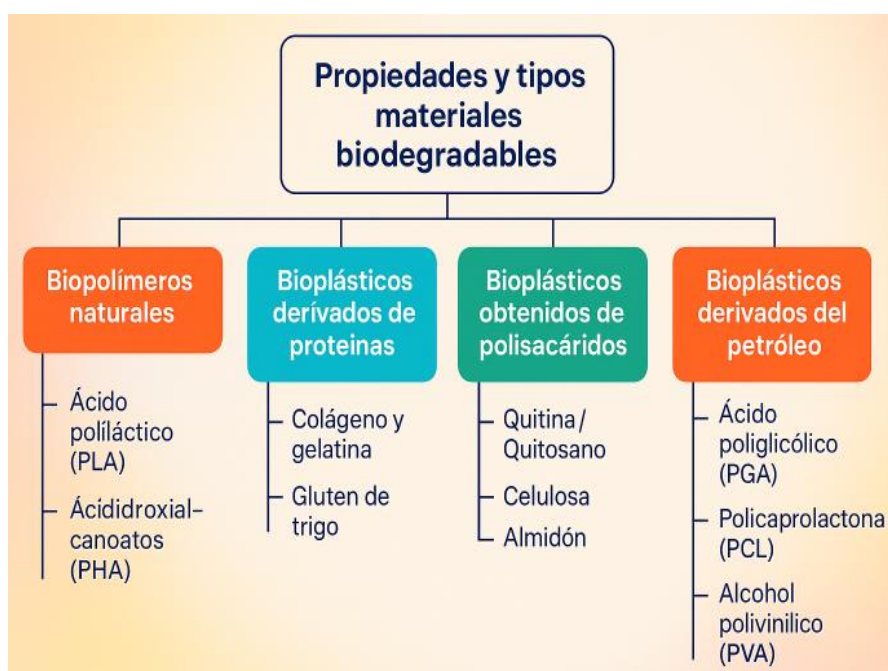 Propiedades y tipos
materiales
biodegradables
Biopolímeros
naturales
Ácido
políláctico
(PLA)
Ácídidroxial–
canoatos
(PHA)
Bioplásticos
derívados de
proteinas
Colágeno y
gelatina
Gluten de
trigo
Bioplásticos
obtenidos de
polisacáridos
Quitina /
Quitosano
Celulosa
Almidón
Bioplásticos
derivados del
petróleo
Ácido
poliglicólico
(PGA)
Policaprolactona
(PCL)
Alcohol
polivinilico
(PVA)